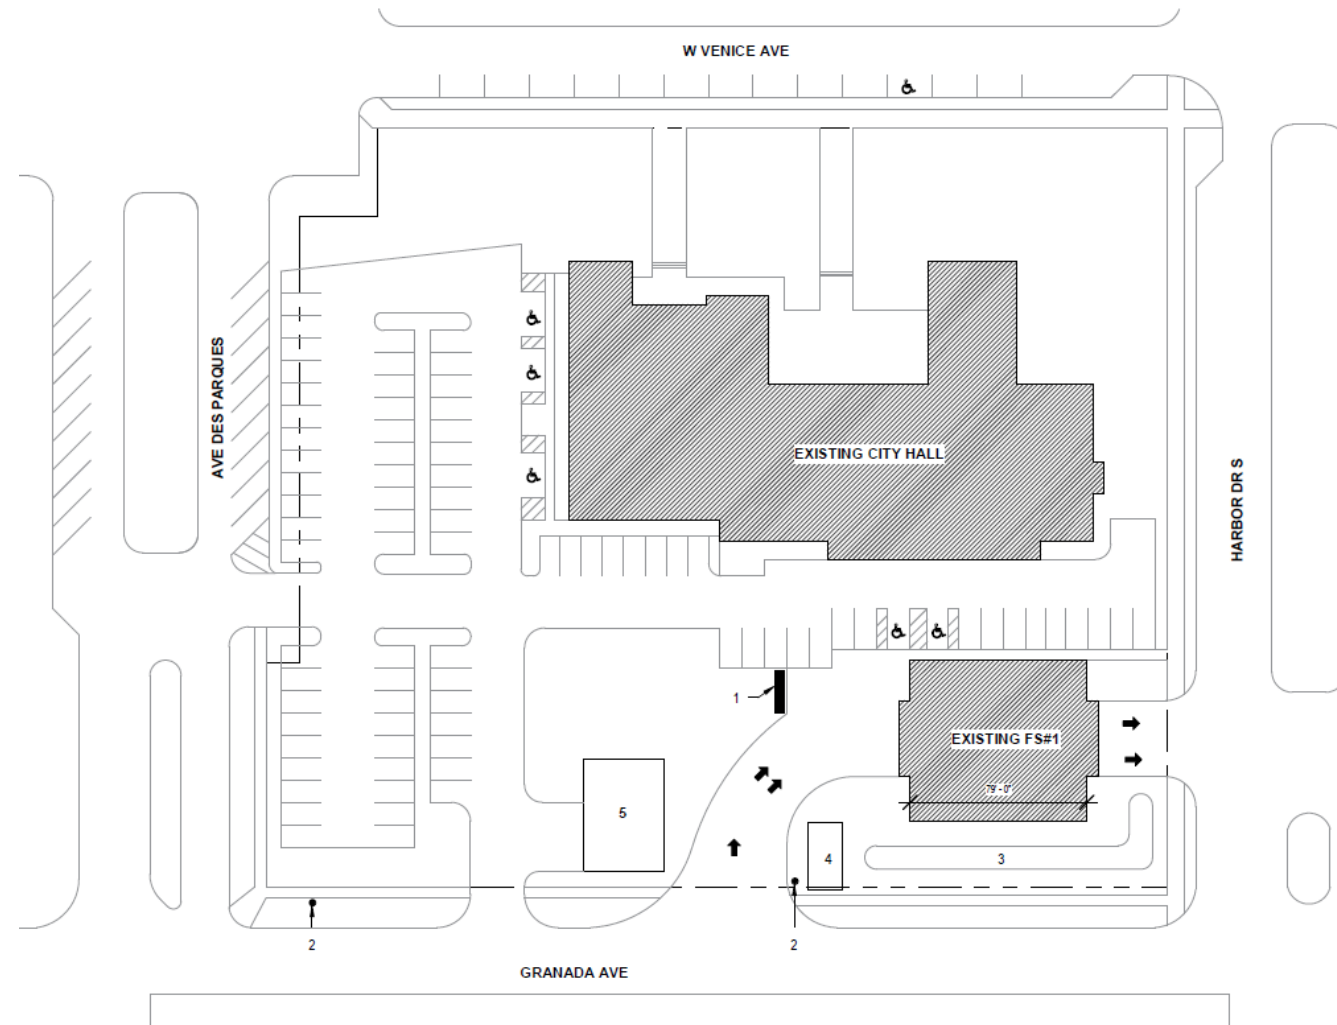 W VENICE AVE
AVE DES PARQUES
EXISTING CITY HALL
HARBOR DR S
1
EXISTING FS#1
79' - 0"
5
4
3
2
2
GRANADA AVE